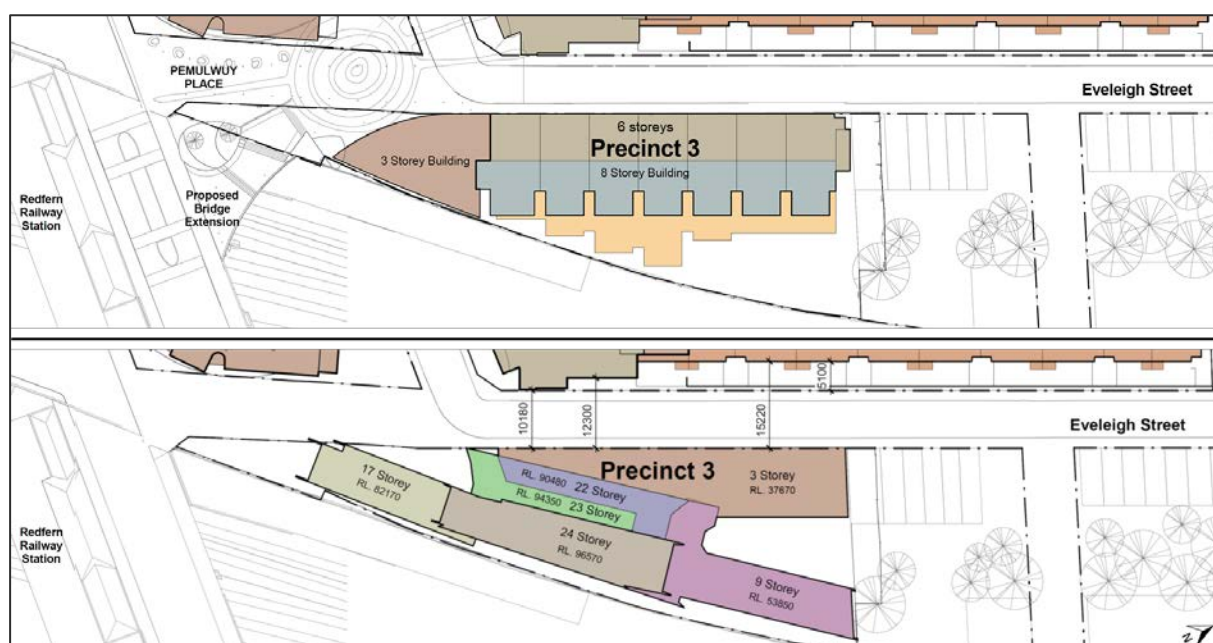 PEMULWUY
PLACE
Eveleigh Street
6 storeys
Precinct 3
3 Storey Building
8 Storey Building
Redfern
Railway
Station
Proposed
Bridge
Extension
10180
12300
15220
5100
Eveleigh Street
Precinct 3
17 Storey
RL. 82170
RL. 90480 22 Storey
RL. 94350 23 Storey
3 Storey
RL. 37670
24 Storey
RL. 96570
9 Storey
RL. 53850
Redfern
Railway
Station
Z